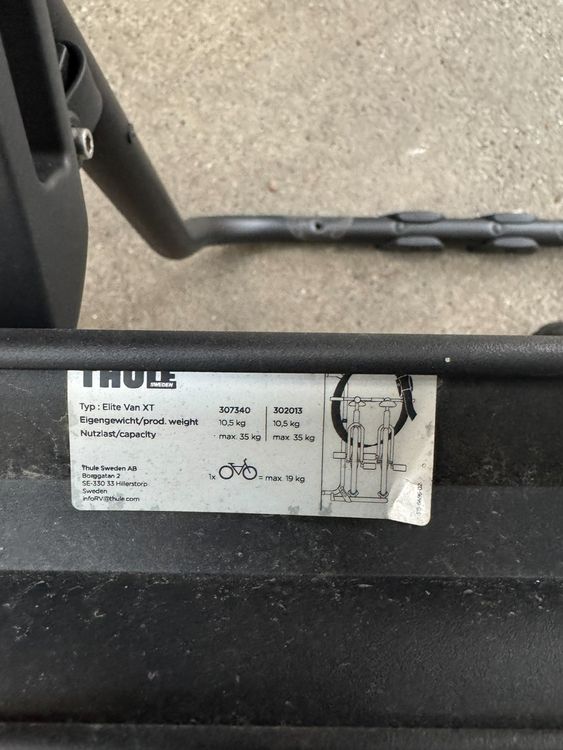 THULE
SWEDEN
Typ : Elite Van XT 307340 302013
Eigengewicht/prod. weight 10,5 kg 10,5 kg
Nutzlast/capacity max. 35 kg max. 35 kg
Thule Sweden AB
Borggatan 2
SE-330 33 Hillerstorp
Sweden
infoRV@thule.com
1x = max. 19 kg